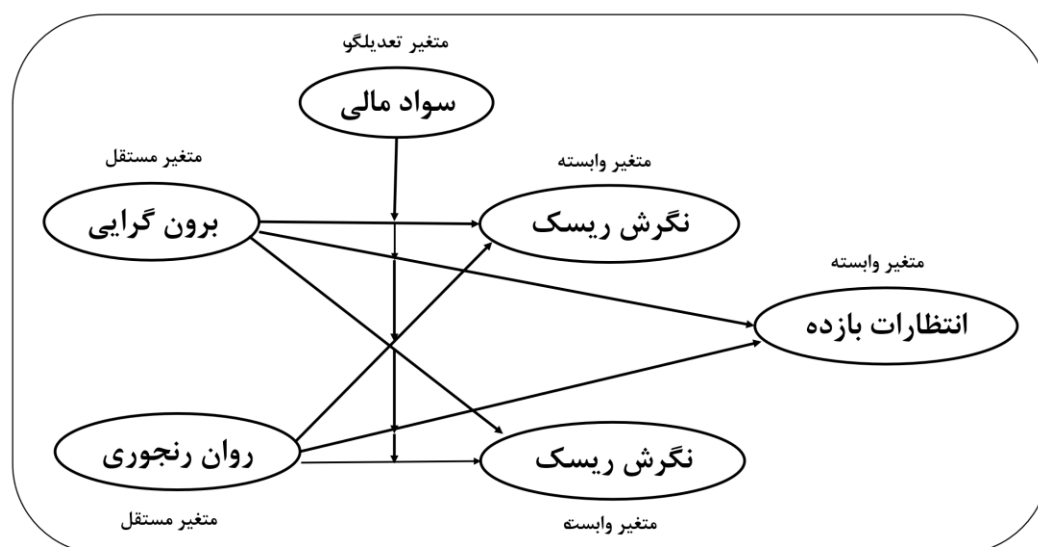 متغیر تعدیلگو
سواد مالی
متغیر مستقل
برون گرایی
متغیر وابسته
نگرش ریسک
متغیر وابسته
انتظارات بازده
روان رنجوری
متغیر مستقل
نگرش ریسک
متغیر وابسته